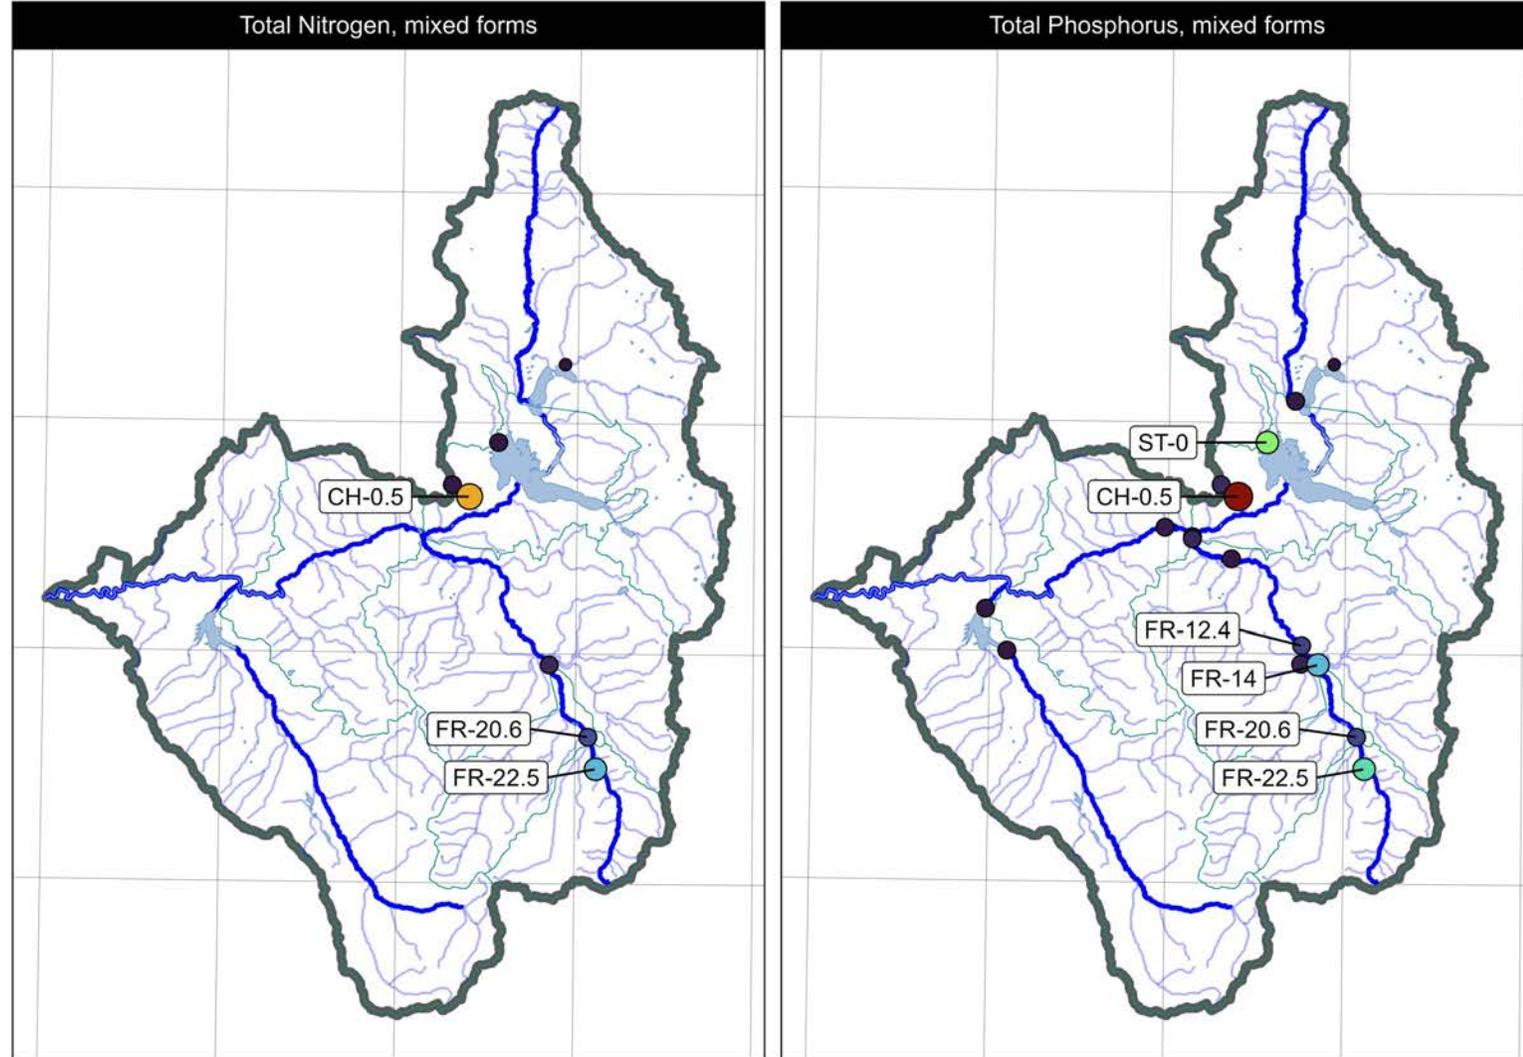 Total Nitrogen, mixed forms
CH-0.5
FR-20.6
FR-22.5
Total Phosphorus, mixed forms
ST-0
CH-0.5
FR-12.4
FR-14
FR-20.6
FR-22.5